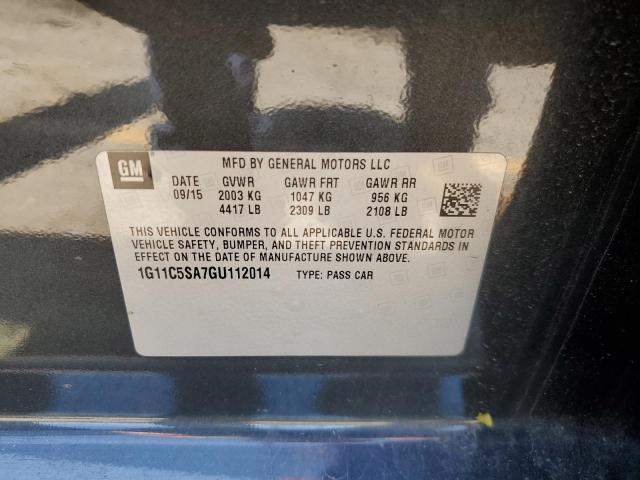 GM
MFD BY GENERAL MOTORS LLC
DATE GVWR GAWR FRT GAWR RR
09/15 2003 KG 1047 KG 956 KG
4417 LB 2309 LB 2108 LB
THIS VEHICLE CONFORMS TO ALL APPLICABLE U.S. FEDERAL MOTOR
VEHICLE SAFETY, BUMPER, AND THEFT PREVENTION STANDARDS IN
EFFECT ON THE DATE OF MANUFACTURE SHOWN ABOVE.
1G11C5SA7GU112014 TYPE: PASS CAR